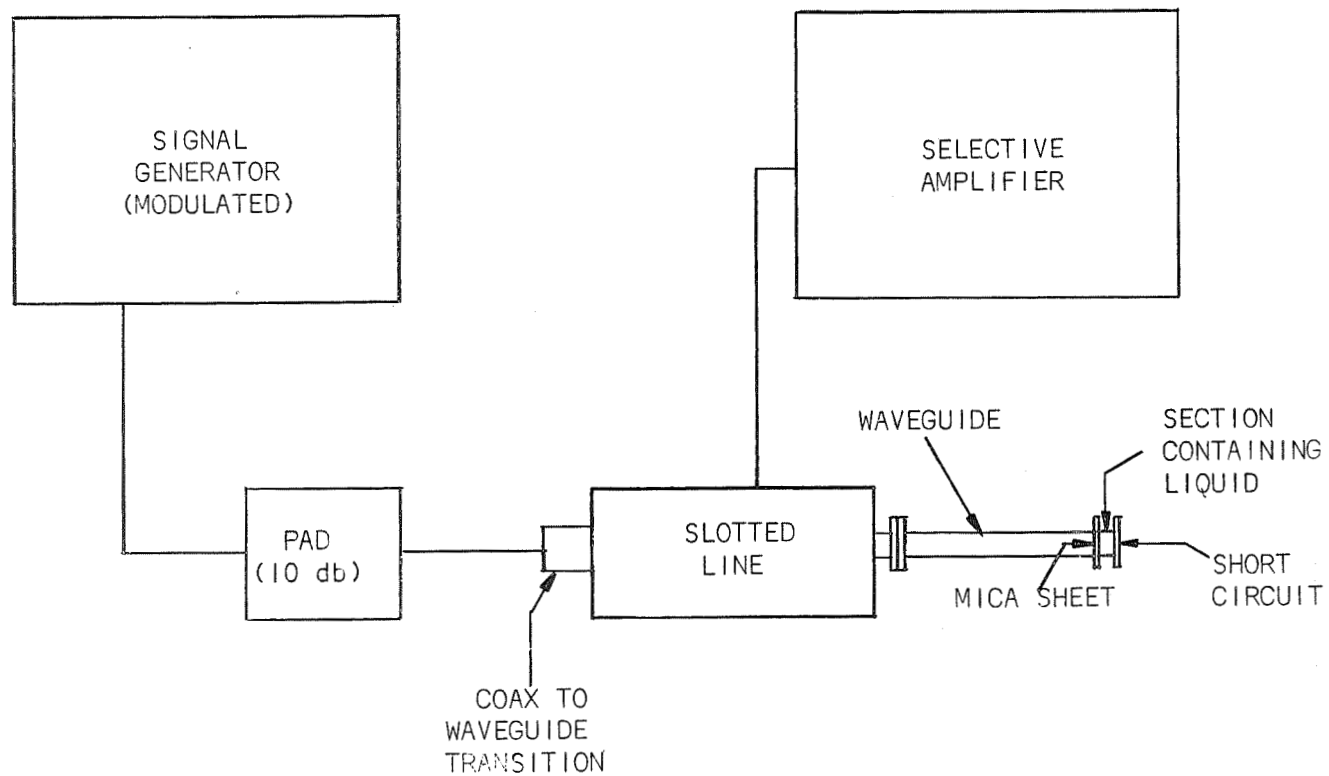 SIGNAL
GENERATOR
(MODULATED)
SELECTIVE
AMPLIFIER
WAVEGUIDE
SECTION
CONTAINING
LIQUID
PAD
(10 db)
SLOTTED
LINE
MICA SHEET
SHORT
CIRCUIT
COAX TO
WAVEGUIDE
TRANSITION